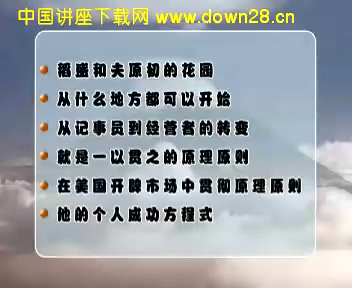 中国讲座下载网 www.down28.cn
稻盛和夫原初的花园
从什么地方都可以开始
从记事员到经营者的转变
就是一以贯之的原理原则
在美国开辟市场中贯彻原理原则
他的个人成功方程式